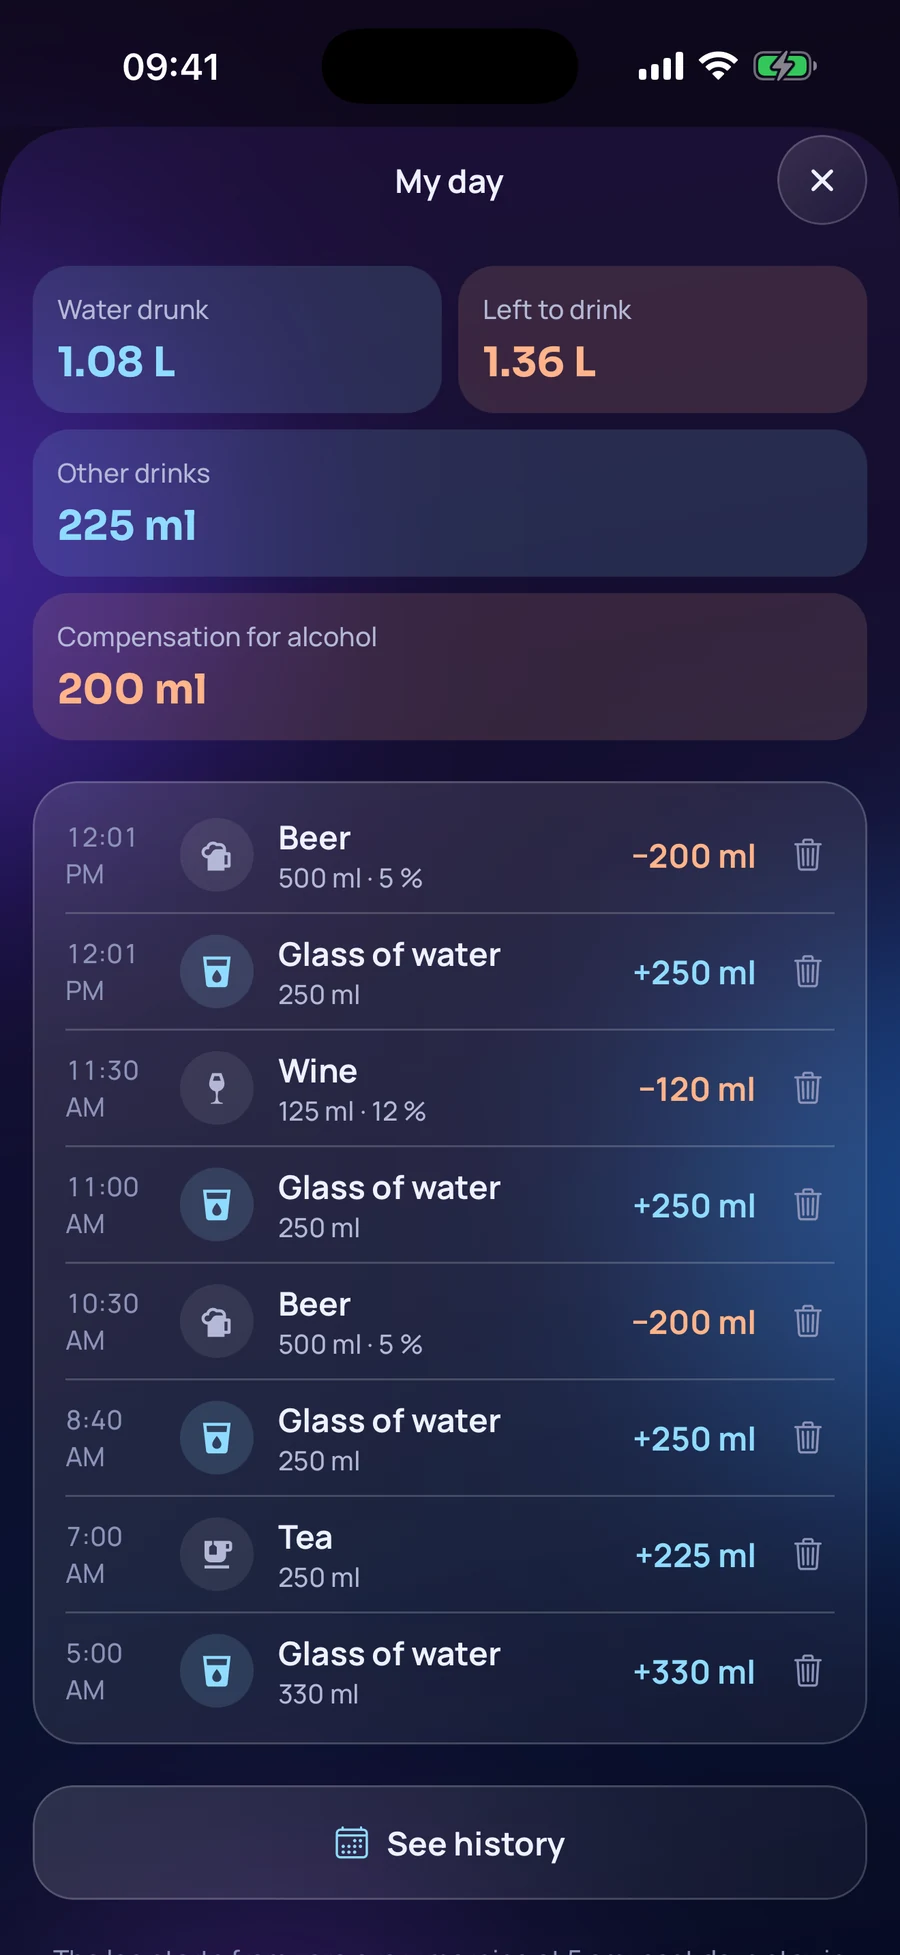 09:41
My day
Water drunk
1.08 L
Left to drink
1.36 L
Other drinks
225 ml
Compensation for alcohol
200 ml
12:01 PM
Beer
500 ml · 5 %
−200 ml
12:01 PM
Glass of water
250 ml
+250 ml
11:30 AM
Wine
125 ml · 12 %
−120 ml
11:00 AM
Glass of water
250 ml
+250 ml
10:30 AM
Beer
500 ml · 5 %
−200 ml
8:40 AM
Glass of water
250 ml
+250 ml
7:00 AM
Tea
250 ml
+225 ml
5:00 AM
Glass of water
330 ml
+330 ml
See history